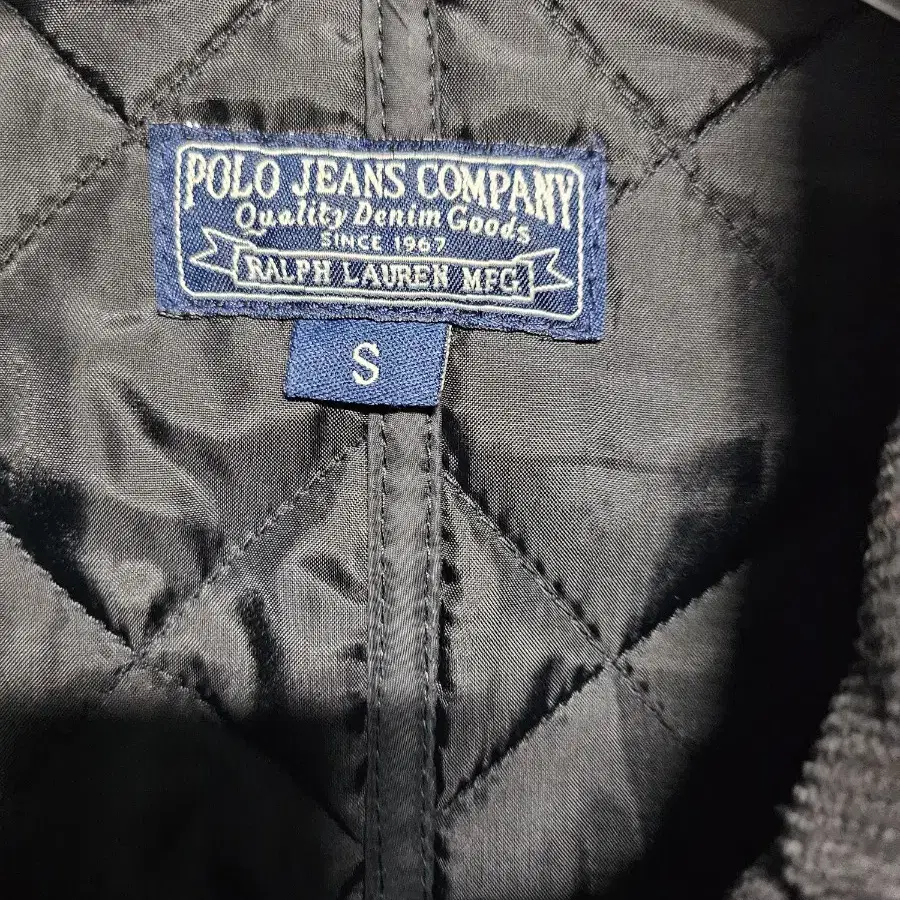 POLO JEANS COMPANY
Quality Denim Goods
SINCE 1967
RALPH LAUREN MFG.
S